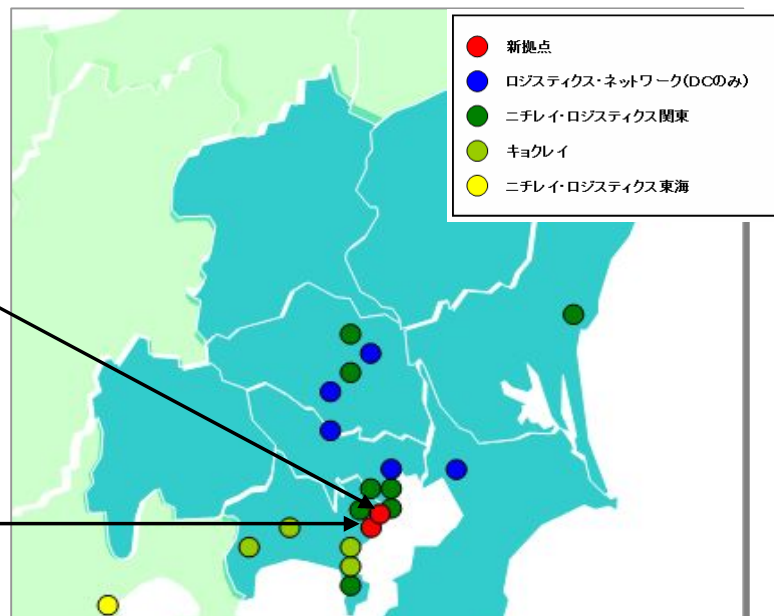 新拠点
ロジスティクス・ネットワーク(DCのみ)
ニチレイ・ロジスティクス関東
キョクレイ
ニチレイ・ロジスティクス東海